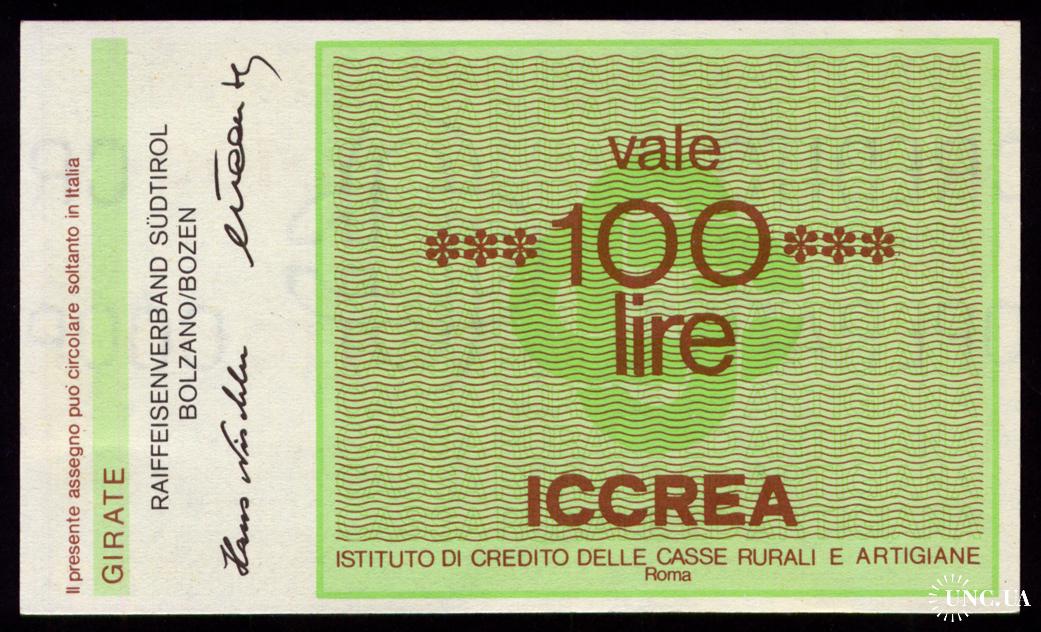 Il presente assegno puo' circolare soltanto in Italia
GIRATE
RAIFFEISENVERBAND SÜDTIROL
BOLZANO/BOZEN
vale
***100***
lire
ICCREA
ISTITUTO DI CREDITO DELLE CASSE RURALI E ARTIGIANE
Roma
UNC.UA